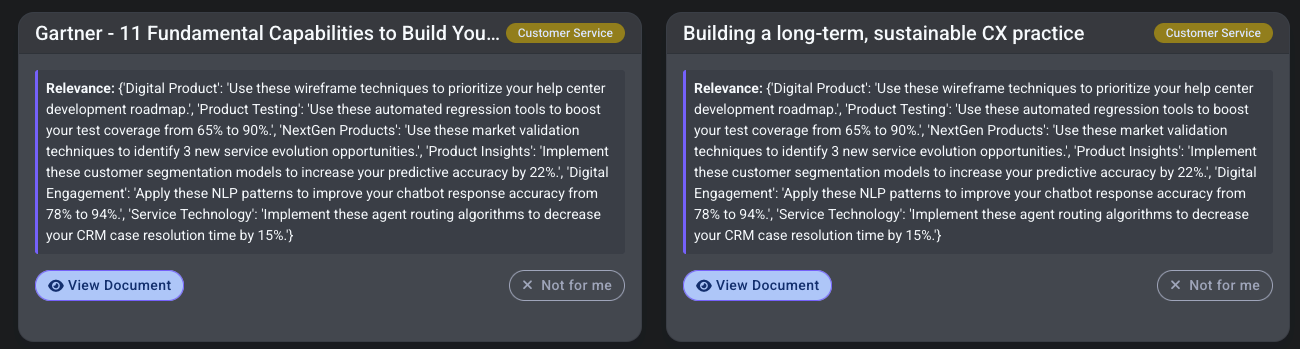 Gartner - 11 Fundamental Capabilities to Build You...
Customer Service
Relevance: {'Digital Product': 'Use these wireframe techniques to prioritize your help center
development roadmap.', 'Product Testing': 'Use these automated regression tools to boost
your test coverage from 65% to 90%.', 'NextGen Products': 'Use these market validation
techniques to identify 3 new service evolution opportunities.', 'Product Insights': 'Implement
these customer segmentation models to increase your predictive accuracy by 22%.', 'Digital
Engagement': 'Apply these NLP patterns to improve your chatbot response accuracy from
78% to 94%.', 'Service Technology': 'Implement these agent routing algorithms to decrease
your CRM case resolution time by 15%.'}
View Document
Not for me
Building a long-term, sustainable CX practice
Customer Service
Relevance: {'Digital Product': 'Use these wireframe techniques to prioritize your help center
development roadmap.', 'Product Testing': 'Use these automated regression tools to boost
your test coverage from 65% to 90%.', 'NextGen Products': 'Use these market validation
techniques to identify 3 new service evolution opportunities.', 'Product Insights': 'Implement
these customer segmentation models to increase your predictive accuracy by 22%.', 'Digital
Engagement': 'Apply these NLP patterns to improve your chatbot response accuracy from
78% to 94%.', 'Service Technology': 'Implement these agent routing algorithms to decrease
your CRM case resolution time by 15%.'}
View Document
Not for me